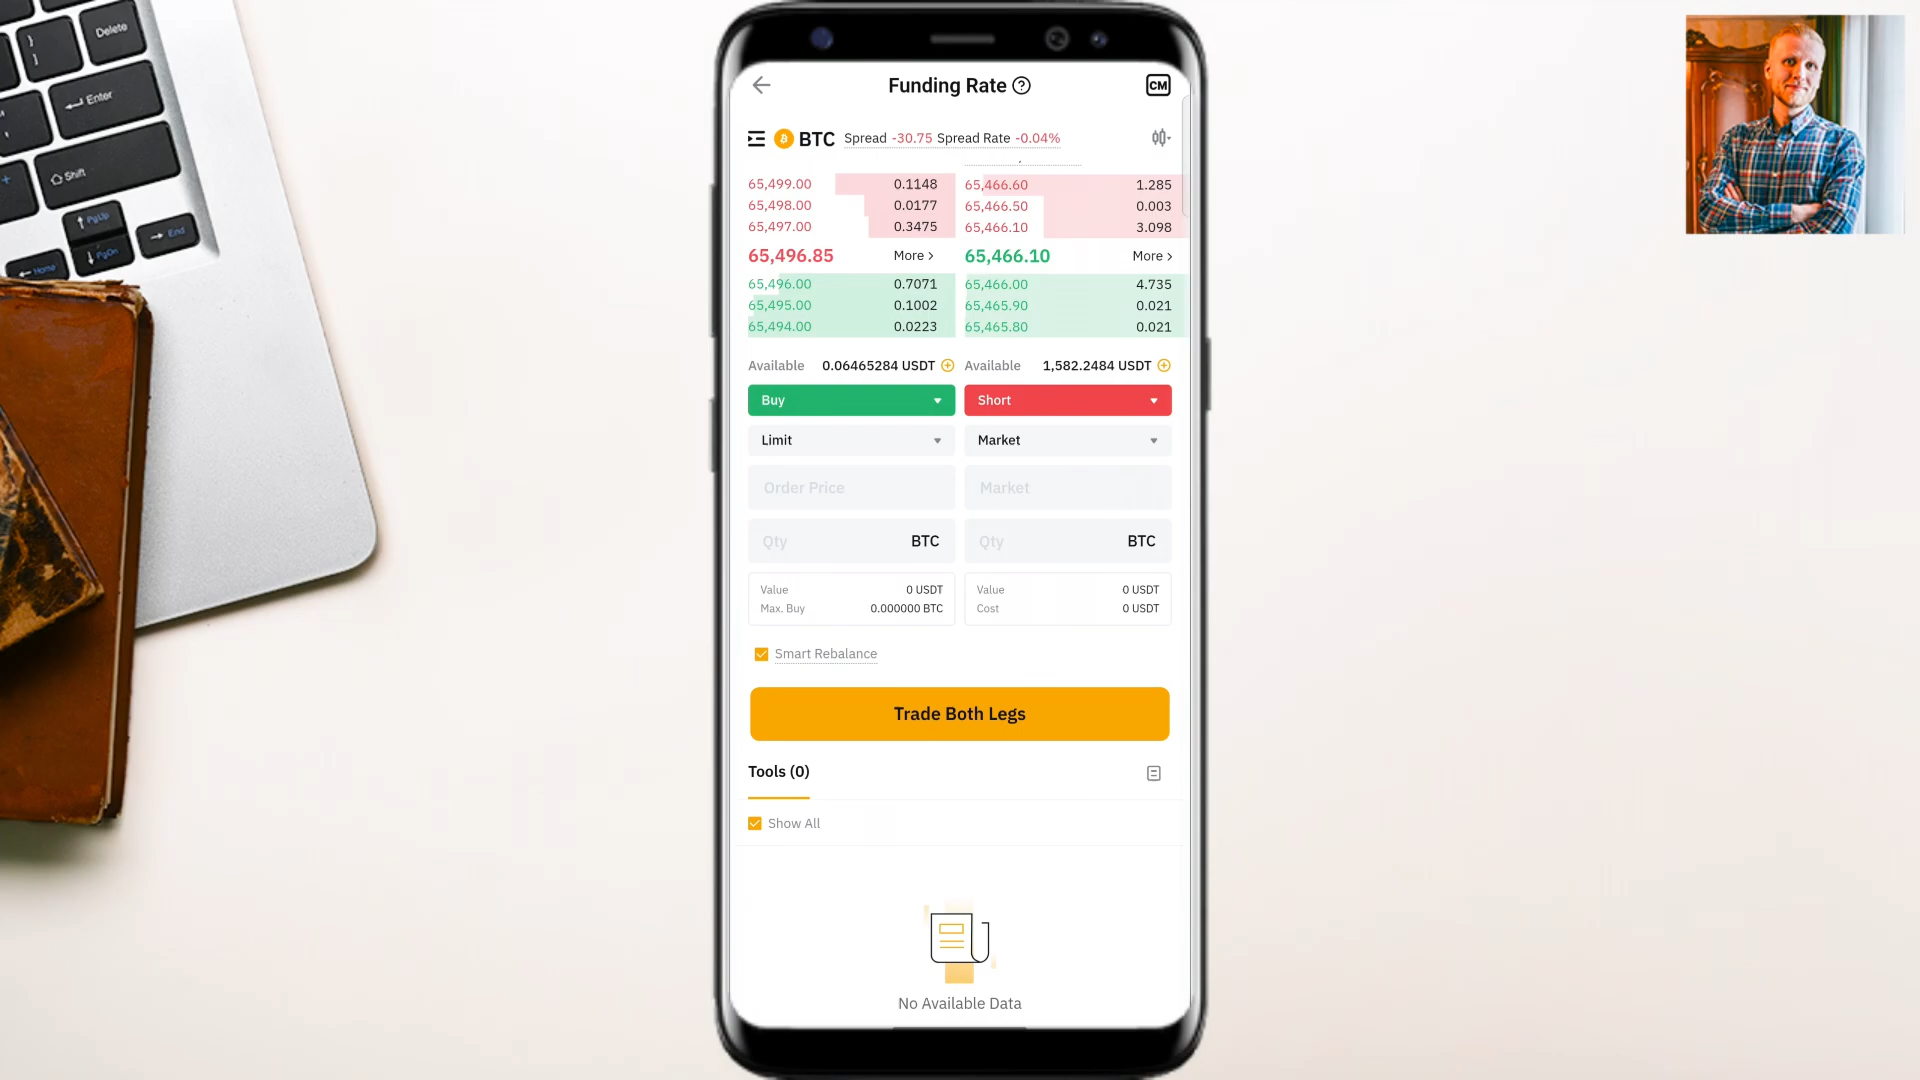 Delete
Enter
Shift
PgUp
End
PgDn
Home
Funding Rate
CM
BTC Spread -30.75 Spread Rate -0.04%
65,499.00 0.1148 65,466.60 1.285
65,498.00 0.0177 65,466.50 0.003
65,497.00 0.3475 65,466.10 3.098
65,496.85 More > 65,466.10 More >
65,496.00 0.7071 65,466.00 4.735
65,495.00 0.1002 65,465.90 0.021
65,494.00 0.0223 65,465.80 0.021
Available 0.06465284 USDT Available 1,582.2484 USDT
Buy Short
Limit Market
Order Price Market
Qty BTC Qty BTC
Value 0 USDT Value 0 USDT
Max. Buy 0.000000 BTC Cost 0 USDT
Smart Rebalance
Trade Both Legs
Tools (0)
Show All
No Available Data